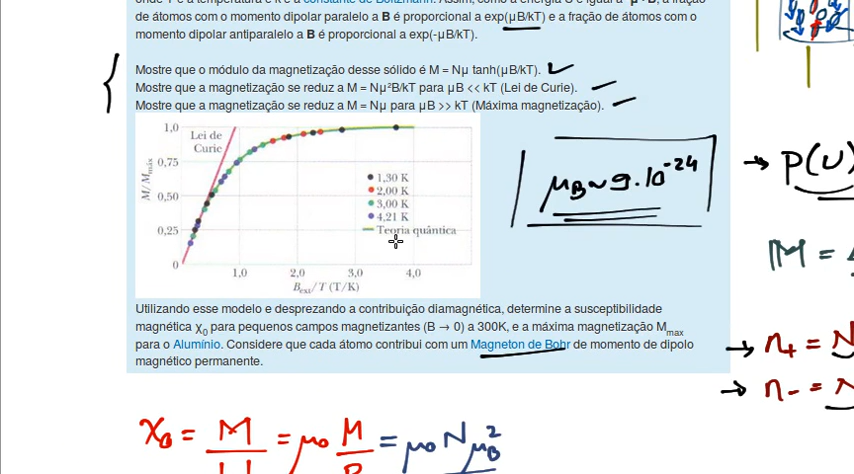 onde T é a temperatura e k é a constante de Boltzmann. Assim, como a energia U é igual a -μ · B, a fração
de átomos com o momento dipolar paralelo a B é proporcional a exp(μB/kT) e a fração de átomos com o
momento dipolar antiparalelo a B é proporcional a exp(-μB/kT).
Mostre que o módulo da magnetização desse sólido é M = Nμ tanh(μB/kT).
Mostre que a magnetização se reduz a M = Nμ²B/kT para μB << kT (Lei de Curie).
Mostre que a magnetização se reduz a M = Nμ para μB >> kT (Máxima magnetização).
M/Mmáx
1,0
0,75
0,50
0,25
0
Lei de
Curie
1,30 K
2,00 K
3,00 K
4,21 K
Teoria quântica
1,0 2,0 3,0 4,0
Bext/T (T/K)
μB ~ 9.10^-24
→ P(U)
M =
→ n+ = N
→ n- = N
Utilizando esse modelo e desprezando a contribuição diamagnética, determine a susceptibilidade
magnética χ0 para pequenos campos magnetizantes (B → 0) a 300K, e a máxima magnetização Mmax
para o Alumínio. Considere que cada átomo contribui com um Magneton de Bohr de momento de dipolo
magnético permanente.
χ0 = M = μ0 M = μ0 N μB²